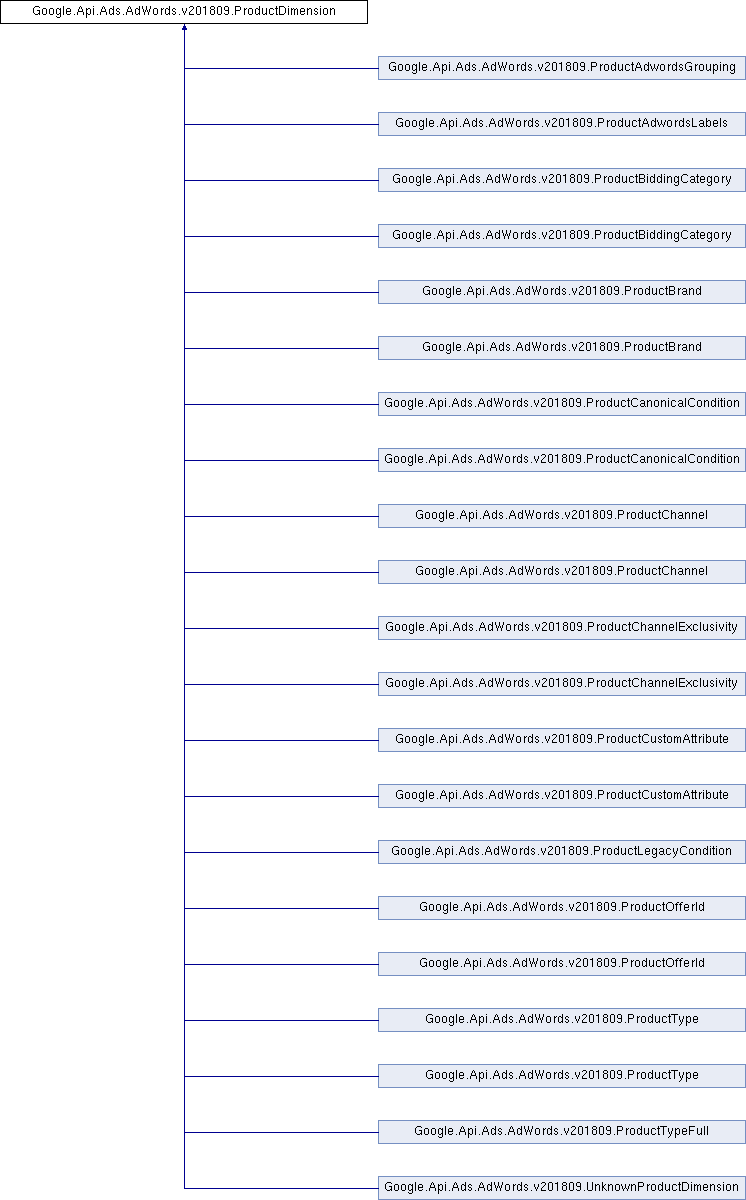 Google.Api.Ads.AdWords.v201809.ProductDimension
Google.Api.Ads.AdWords.v201809.ProductAdwordsGrouping
Google.Api.Ads.AdWords.v201809.ProductAdwordsLabels
Google.Api.Ads.AdWords.v201809.ProductBiddingCategory
Google.Api.Ads.AdWords.v201809.ProductBiddingCategory
Google.Api.Ads.AdWords.v201809.ProductBrand
Google.Api.Ads.AdWords.v201809.ProductBrand
Google.Api.Ads.AdWords.v201809.ProductCanonicalCondition
Google.Api.Ads.AdWords.v201809.ProductCanonicalCondition
Google.Api.Ads.AdWords.v201809.ProductChannel
Google.Api.Ads.AdWords.v201809.ProductChannel
Google.Api.Ads.AdWords.v201809.ProductChannelExclusivity
Google.Api.Ads.AdWords.v201809.ProductChannelExclusivity
Google.Api.Ads.AdWords.v201809.ProductCustomAttribute
Google.Api.Ads.AdWords.v201809.ProductCustomAttribute
Google.Api.Ads.AdWords.v201809.ProductLegacyCondition
Google.Api.Ads.AdWords.v201809.ProductOfferId
Google.Api.Ads.AdWords.v201809.ProductOfferId
Google.Api.Ads.AdWords.v201809.ProductType
Google.Api.Ads.AdWords.v201809.ProductType
Google.Api.Ads.AdWords.v201809.ProductTypeFull
Google.Api.Ads.AdWords.v201809.UnknownProductDimension